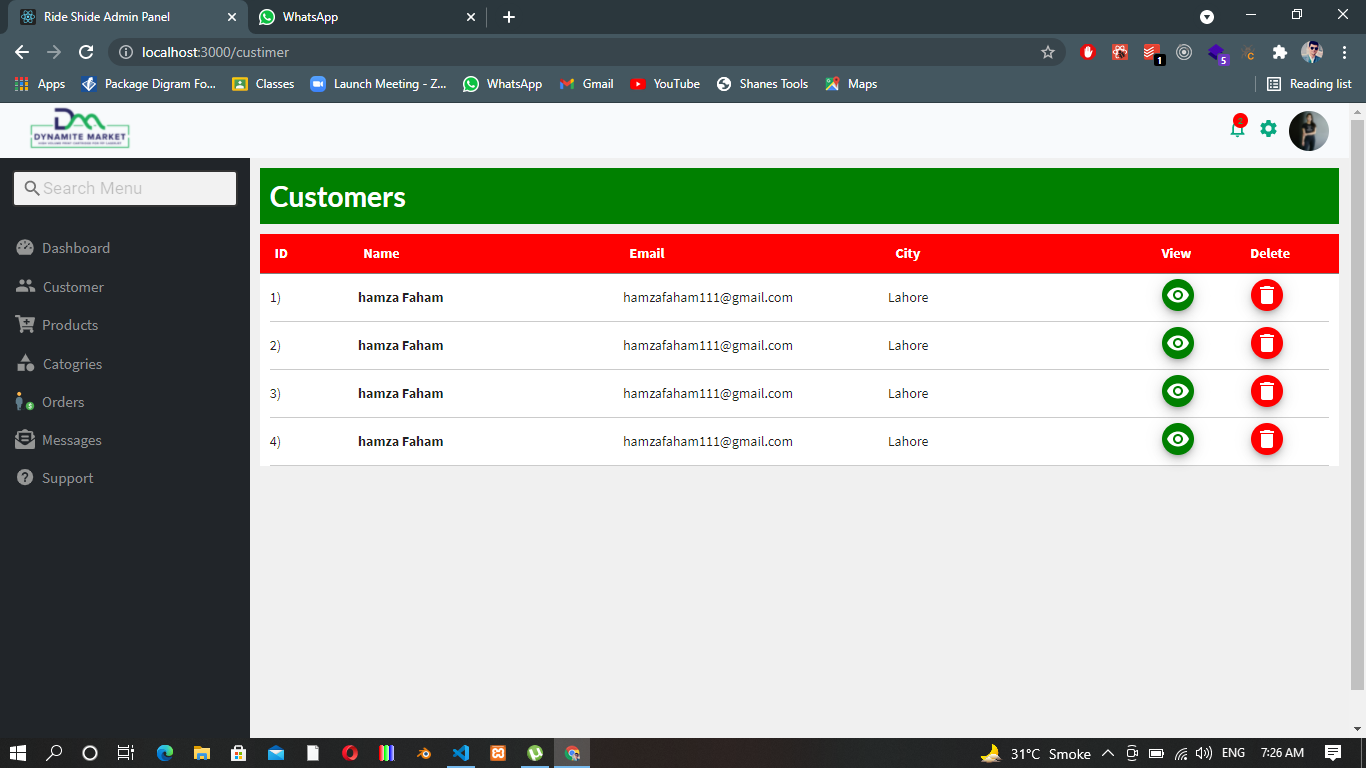 Ride Shide Admin Panel
WhatsApp
localhost:3000/custimer
1
5
Apps
Package Digram Fo...
Classes
Launch Meeting - Z...
WhatsApp
Gmail
YouTube
Shanes Tools
Maps
Reading list
DYNAMITE MARKET
2
Search Menu
Dashboard
Customer
Products
Catogries
Orders
Messages
Support
Customers
ID Name Email City View Delete
1) hamza Faham hamzafaham111@gmail.com Lahore
2) hamza Faham hamzafaham111@gmail.com Lahore
3) hamza Faham hamzafaham111@gmail.com Lahore
4) hamza Faham hamzafaham111@gmail.com Lahore
31°C Smoke ENG 7:26 AM